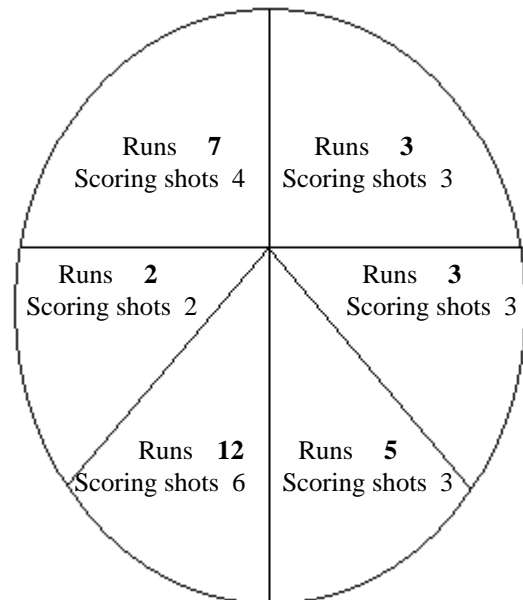 Runs 7
Scoring shots 4
Runs 3
Scoring shots 3
Runs 2
Scoring shots 2
Runs 3
Scoring shots 3
Runs 12
Scoring shots 6
Runs 5
Scoring shots 3